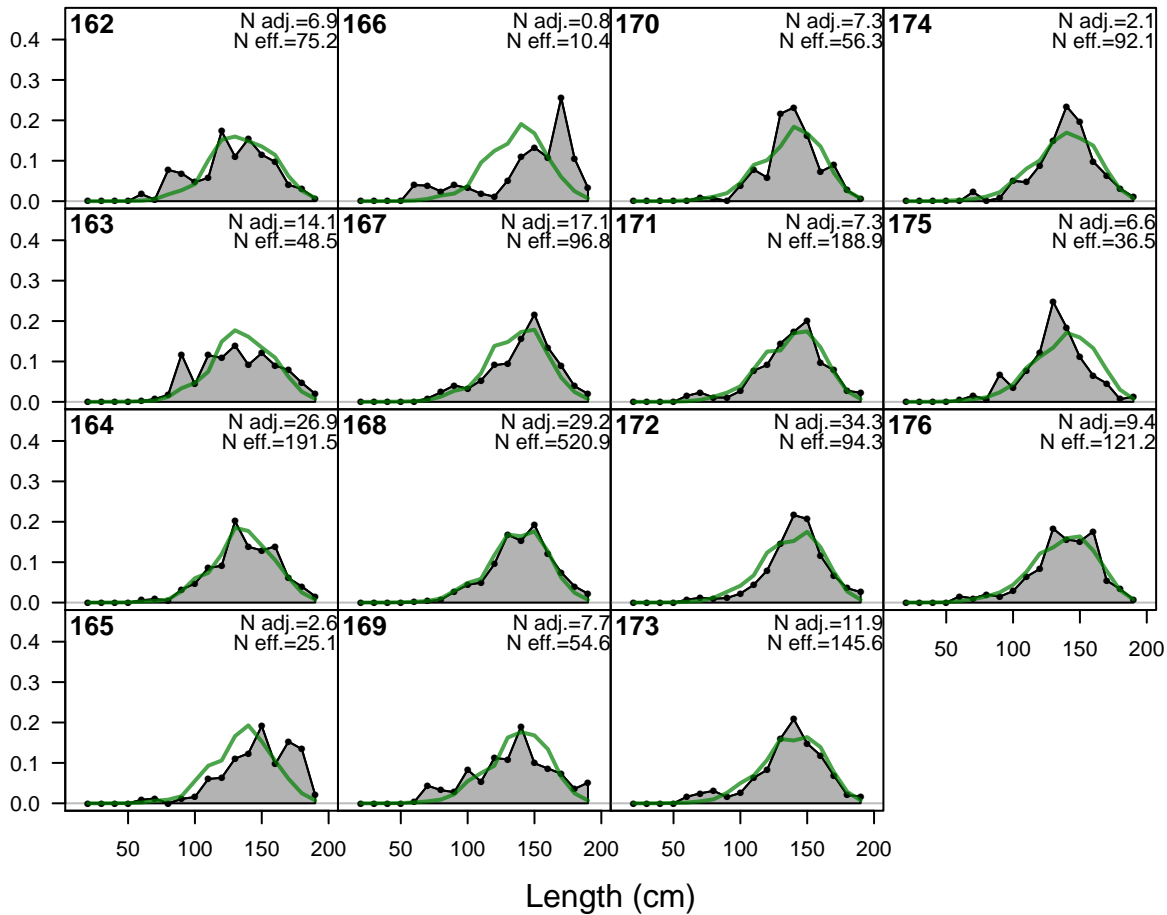 162 N adj.=6.9
N eff.=75.2
166 N adj.=0.8
N eff.=10.4
170 N adj.=7.3
N eff.=56.3
174 N adj.=2.1
N eff.=92.1
0.4
0.3
0.2
0.1
0.0
163 N adj.=14.1
N eff.=48.5
167 N adj.=17.1
N eff.=96.8
171 N adj.=7.3
N eff.=188.9
175 N adj.=6.6
N eff.=36.5
0.4
0.3
0.2
0.1
0.0
164 N adj.=26.9
N eff.=191.5
168 N adj.=29.2
N eff.=520.9
172 N adj.=34.3
N eff.=94.3
176 N adj.=9.4
N eff.=121.2
0.4
0.3
0.2
0.1
0.0
165 N adj.=2.6
N eff.=25.1
169 N adj.=7.7
N eff.=54.6
173 N adj.=11.9
N eff.=145.6
50 100 150 200
0.4
0.3
0.2
0.1
0.0
50 100 150 200
50 100 150 200
50 100 150 200
Length (cm)